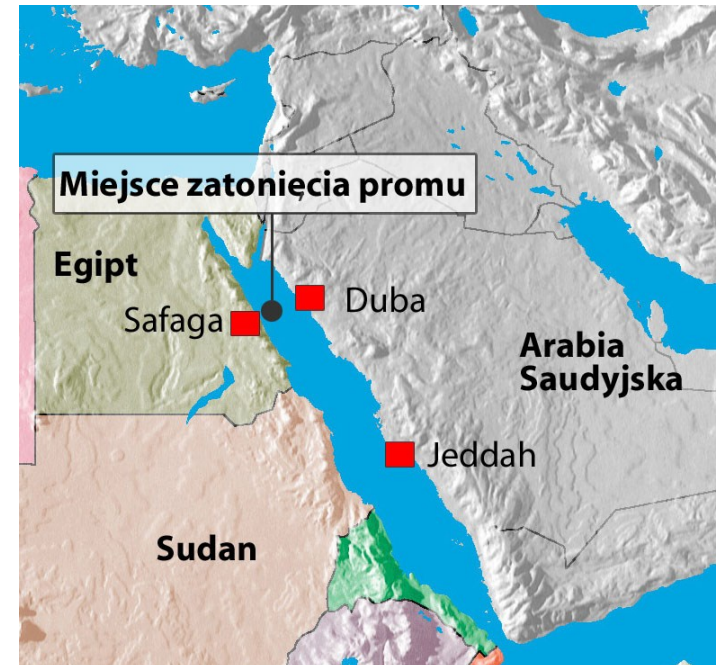 Miejsce zatonięcia promu
Egipt
Safaga
Duba
Arabia
Saudyjska
Jeddah
Sudan